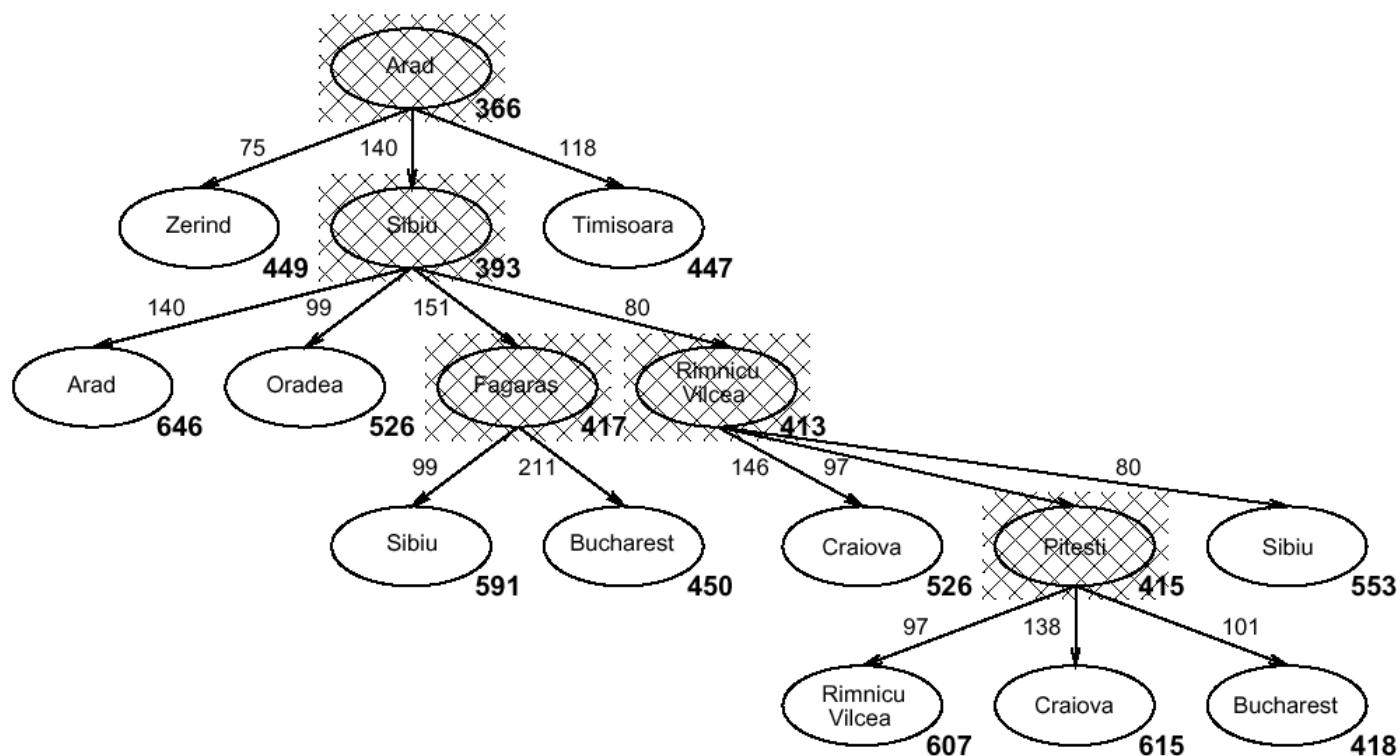 Arad
366
75
140
118
Zerind
449
Sibiu
393
Timisoara
447
140
99
151
80
Arad
646
Oradea
526
Fagaras
417
Rimnicu
Vilcea
413
99
211
146
97
80
Sibiu
591
Bucharest
450
Craiova
526
Pitesti
415
Sibiu
553
97
138
101
Rimnicu
Vilcea
607
Craiova
615
Bucharest
418